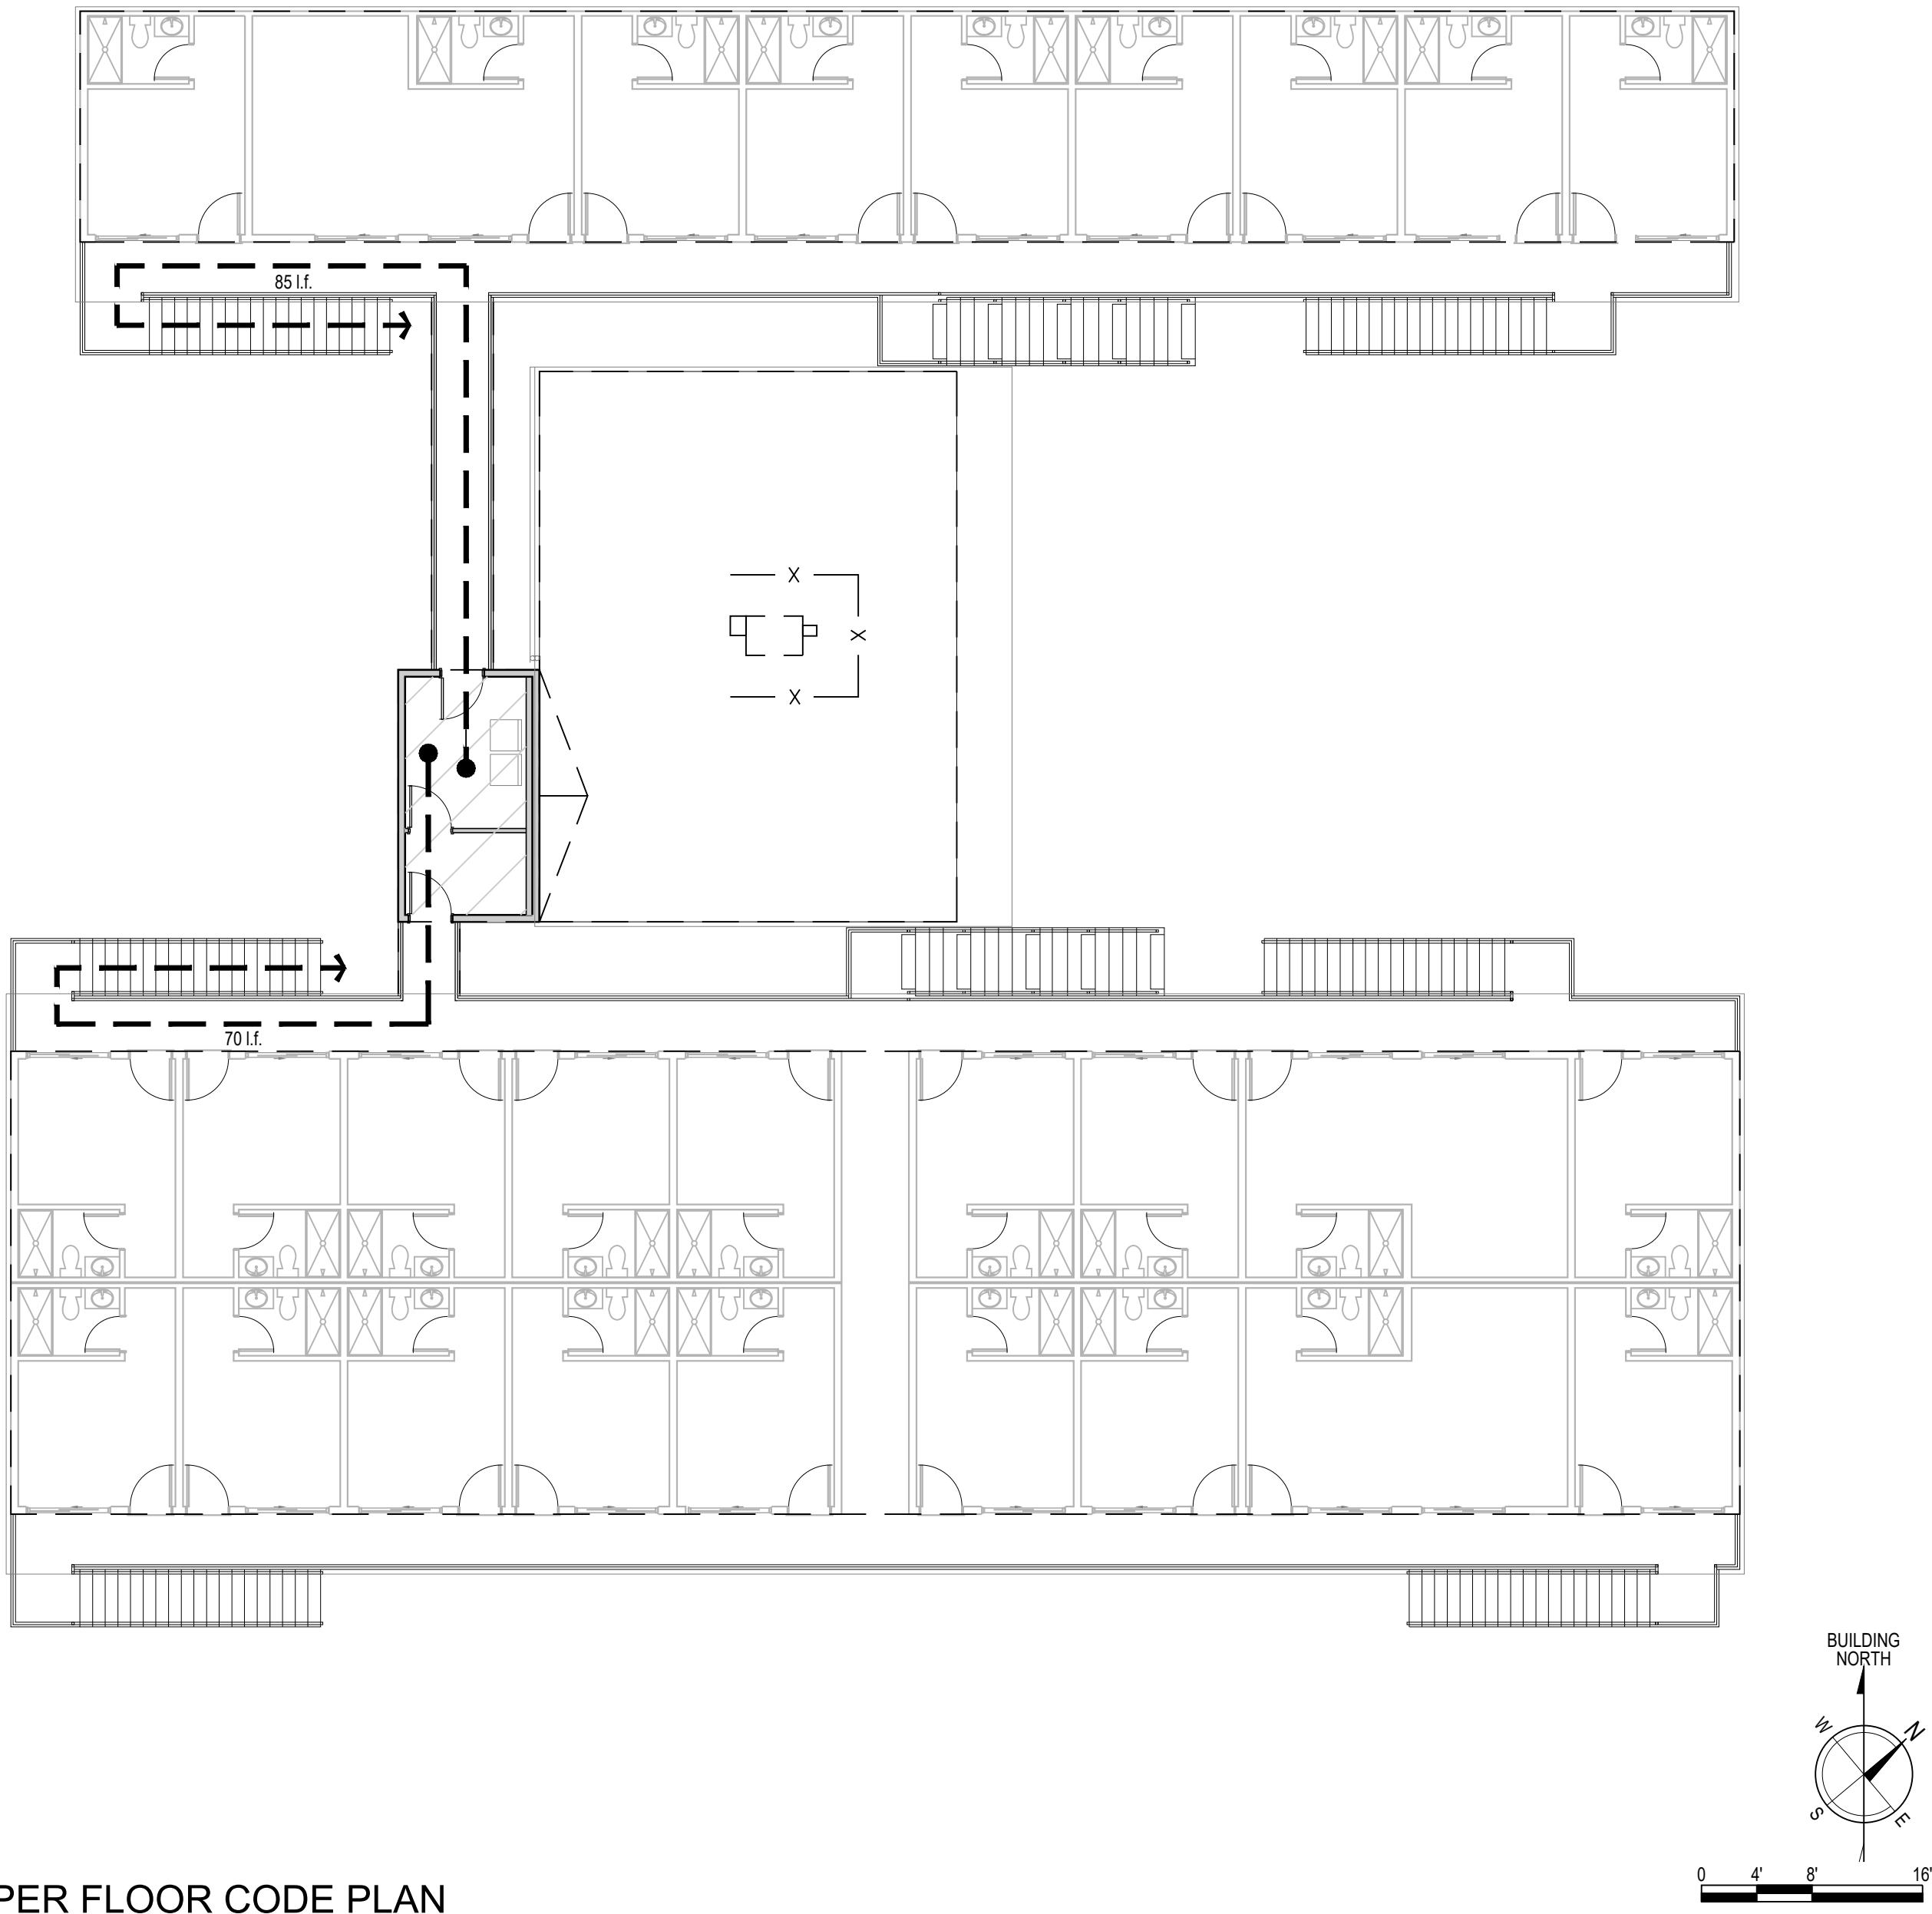 85 l.f.
X
X
X
70 l.f.
BUILDING
NORTH
W
N
S
E
0 4' 8' 16'
PER FLOOR CODE PLAN